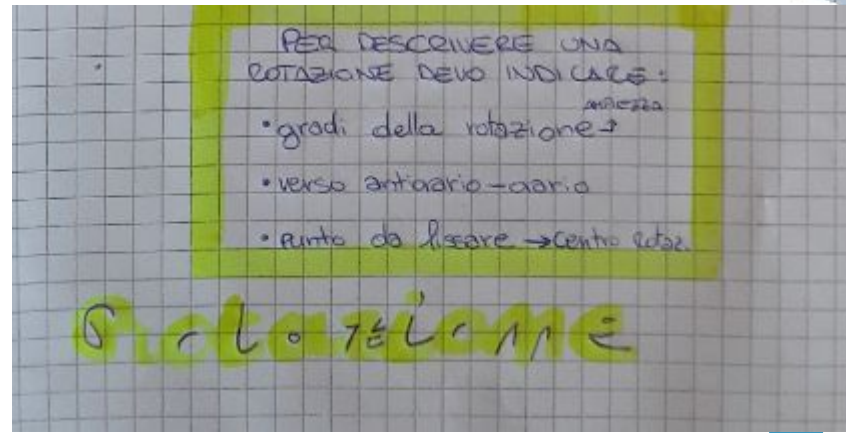 PER DESCRIVERE UNA
ROTAZIONE DEVO INDICARE:
ampiezza
• gradi della rotazione →
• verso antiorario - orario
• punto da fissare → centro rotaz.
Rotazione